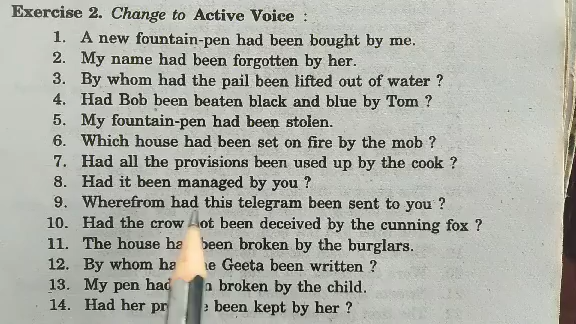 Exercise 2. Change to Active Voice :
1. A new fountain-pen had been bought by me.
2. My name had been forgotten by her.
3. By whom had the pail been lifted out of water ?
4. Had Bob been beaten black and blue by Tom ?
5. My fountain-pen had been stolen.
6. Which house had been set on fire by the mob ?
7. Had all the provisions been used up by the cook ?
8. Had it been managed by you ?
9. Wherefrom had this telegram been sent to you ?
10. Had the crow not been deceived by the cunning fox ?
11. The house been broken by the burglars.
12. By whom Geeta been written ?
13. My pen broken by the child.
14. Had her been kept by her ?